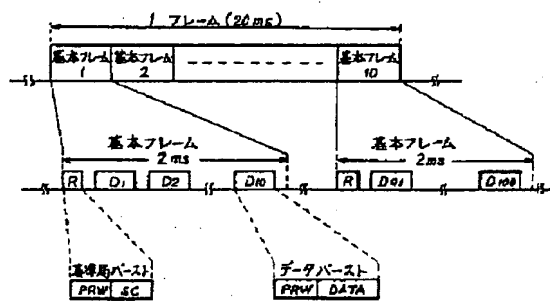 1 フレーム(20ms)
基本フレーム 1
基本フレーム 2
基本フレーム 10
基本フレーム
2ms
基本フレーム
2ms
R D1 D2 D10 R D91 D100
基準局バースト
データバースト
PRW SC
PRW DATA